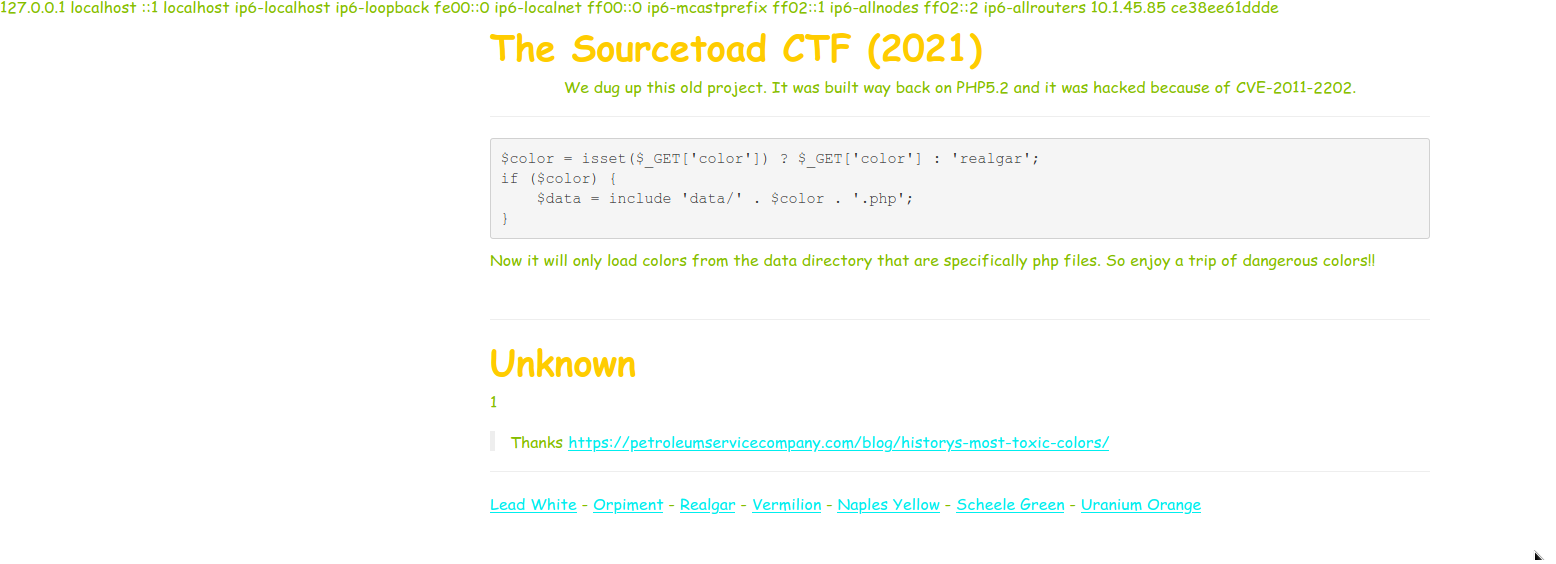 127.0.0.1 localhost ::1 localhost ip6-localhost ip6-loopback fe00::0 ip6-localnet ff00::0 ip6-mcastprefix ff02::1 ip6-allnodes ff02::2 ip6-allrouters 10.1.45.85 ce38ee61ddde
The Sourcetoad CTF (2021)
We dug up this old project. It was built way back on PHP5.2 and it was hacked because of CVE-2011-2202.
$color = isset($_GET['color']) ? $_GET['color'] : 'realgar';
if ($color) {
    $data = include 'data/' . $color . '.php';
}
Now it will only load colors from the data directory that are specifically php files. So enjoy a trip of dangerous colors!!
Unknown
1
Thanks https://petroleumservicecompany.com/blog/historys-most-toxic-colors/
Lead White - Orpiment - Realgar - Vermilion - Naples Yellow - Scheele Green - Uranium Orange